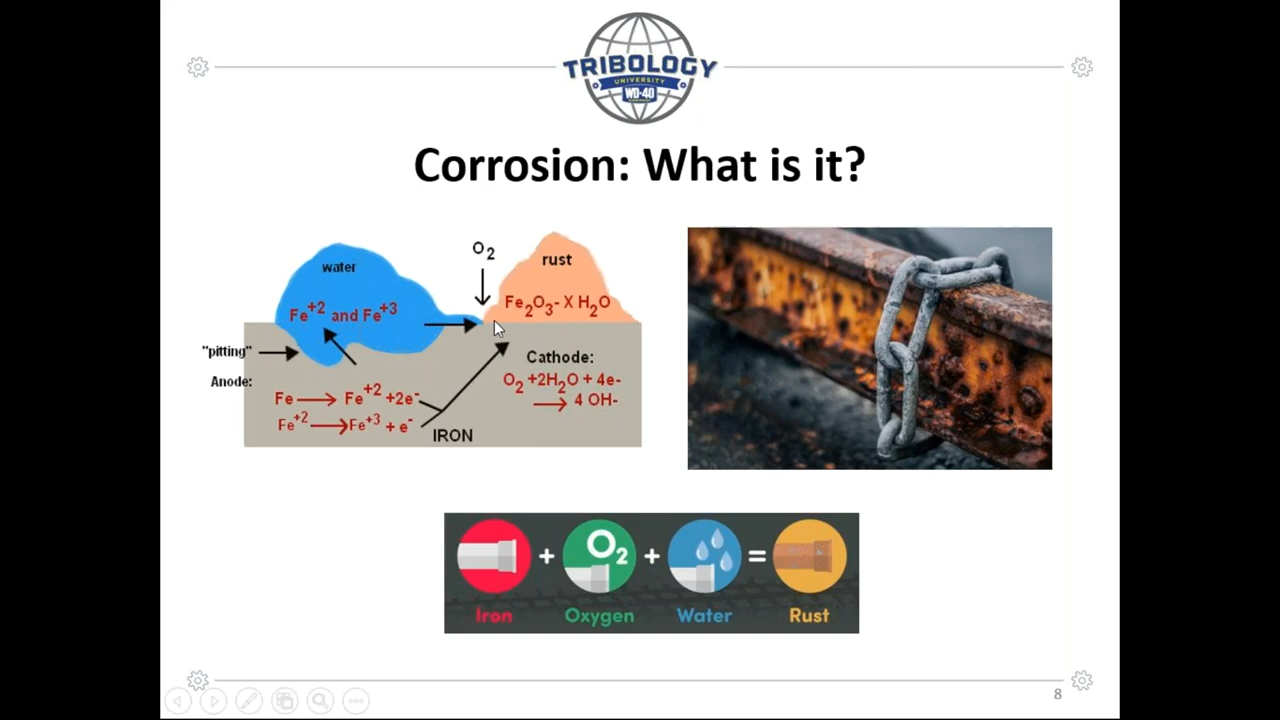 TRIBOLOGY
UNIVERSITY
WD-40
Corrosion: What is it?
water
O2
rust
Fe+2 and Fe+3
Fe2O3- X H2O
"pitting"
Anode:
Cathode:
Fe → Fe+2 +2e-
Fe+2 → Fe+3 + e-
O2 +2H2O + 4e-
→ 4 OH-
IRON
O2
+ + =
Iron Oxygen Water Rust
8